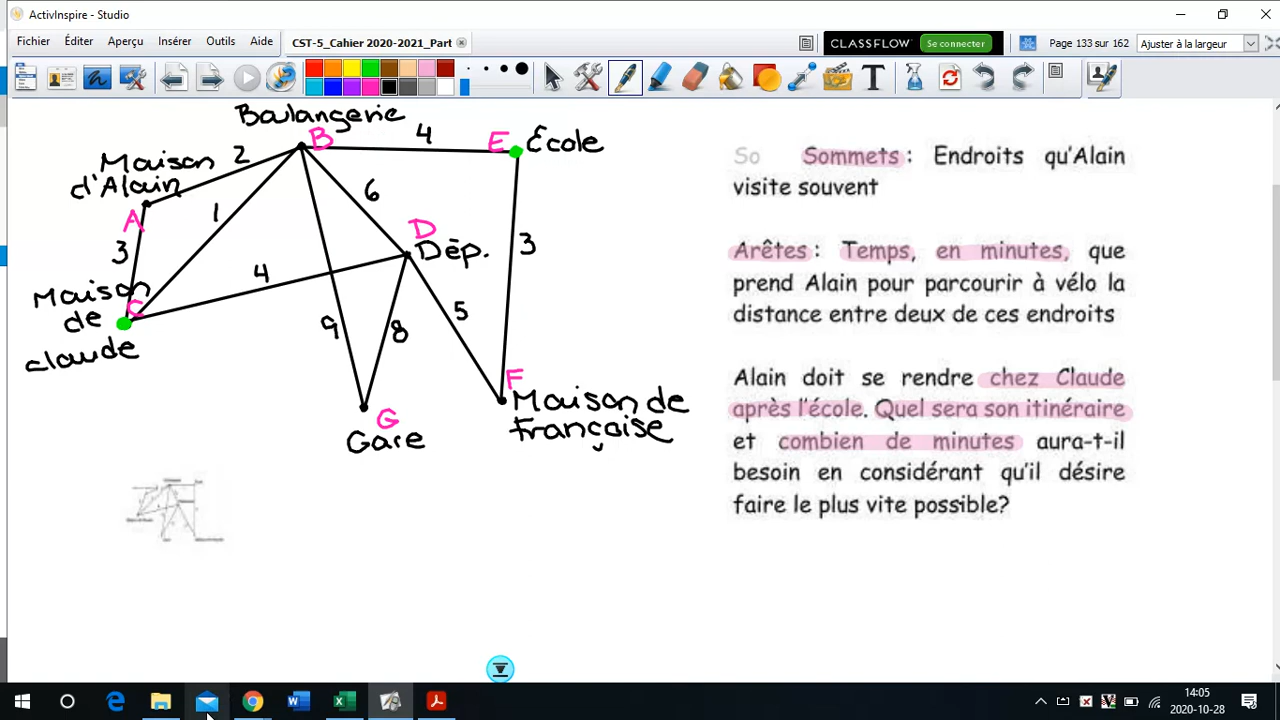 ActivInspire - Studio
Fichier Éditer Aperçu Insérer Outils Aide CST-5_Cahier 2020-2021_Part CLASSFLOW Se connecter Page 133 sur 162 Ajuster à la largeur
Boulangerie
B
4
E
École
Maison
d'Alain
2
A
1
6
D
Dép.
3
3
4
Maison
de
Claude
C
9
8
5
F
Maison de
Françoise
G
Gare
So Sommets : Endroits qu'Alain
visite souvent
Arêtes : Temps, en minutes, que
prend Alain pour parcourir à vélo la
distance entre deux de ces endroits
Alain doit se rendre chez Claude
après l'école. Quel sera son itinéraire
et combien de minutes aura-t-il
besoin en considérant qu'il désire
faire le plus vite possible?
14:05
2020-10-28